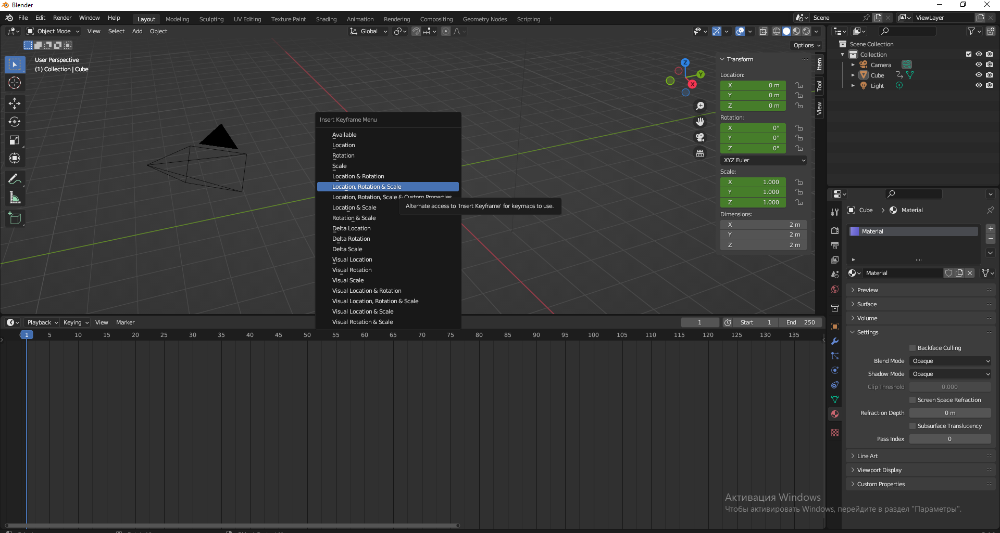 Blender
File Edit Render Window Help Layout Modeling Sculpting UV Editing Texture Paint Shading Animation Rendering Compositing Geometry Nodes Scripting + Scene ViewLayer
Object Mode View Select Add Object Global
Options
User Perspective
(1) Collection | Cube
Z
Y
X
Transform
Location:
X 0 m
Y 0 m
Z 0 m
Rotation:
X 0°
Y 0°
Z 0°
XYZ Euler
Scale:
X 1.000
Y 1.000
Z 1.000
Dimensions:
X 2 m
Y 2 m
Z 2 m
Item
Tool
View
Insert Keyframe Menu
Available
Location
Rotation
Scale
Location & Rotation
Location, Rotation & Scale
Location, Rotation, Scale & Custom Properties
Alternate access to 'Insert Keyframe' for keymaps to use.
Location & Scale
Rotation & Scale
Delta Location
Delta Rotation
Delta Scale
Visual Location
Visual Rotation
Visual Scale
Visual Location & Rotation
Visual Location, Rotation & Scale
Visual Location & Scale
Visual Rotation & Scale
Playback Keying View Marker 1 Start 1 End 250
1 5 10 15 20 25 30 35 40 45 50 55 60 65 70 75 80 85 90 95 100 105 110 115 120 125 130 135
Scene Collection
Collection
Camera
Cube
Light
Cube > Material
Material
Material
Preview
Surface
Volume
Settings
Backface Culling
Blend Mode Opaque
Shadow Mode Opaque
Clip Threshold 0.000
Screen Space Refraction
Refraction Depth 0 m
Subsurface Translucency
Pass Index 0
Line Art
Viewport Display
Custom Properties
Активация Windows
Чтобы активировать Windows, перейдите в раздел "Параметры".